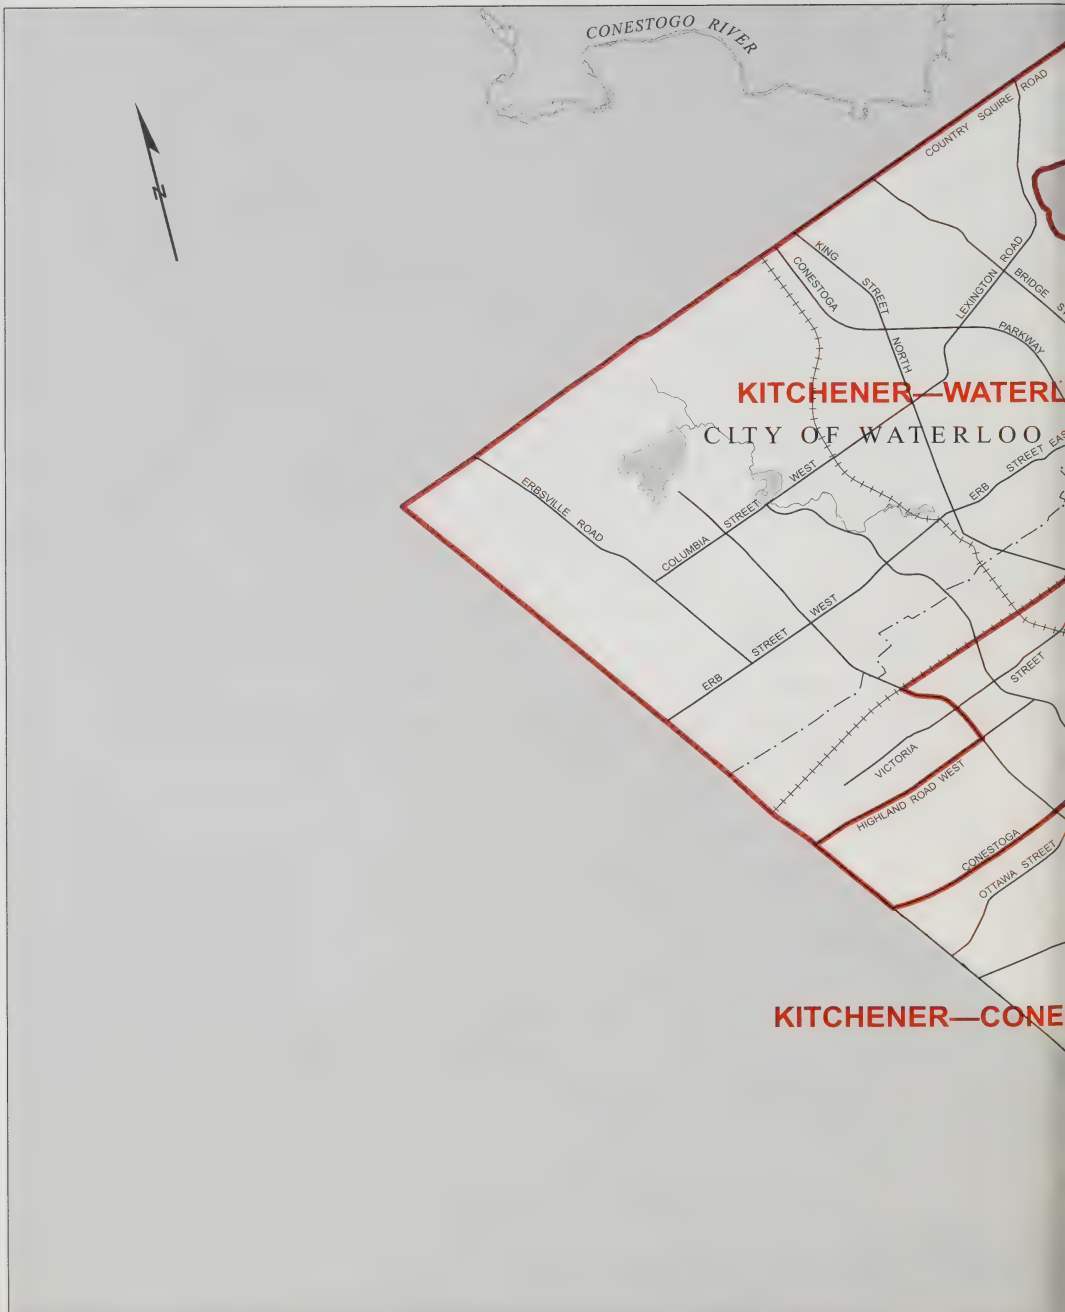 CONESTOGO RIVER
N
COUNTRY SQUIRE ROAD
KING STREET NORTH
CONESTOGA PARKWAY
LEXINGTON ROAD
BRIDGE
KITCHENER—WATERL
CITY OF WATERLOO
ERB STREET EAS
ERBSVILLE ROAD
COLUMBIA STREET WEST
ERB STREET WEST
VICTORIA STREET
HIGHLAND ROAD WEST
CONESTOGA
OTTAWA STREET
KITCHENER—CONE